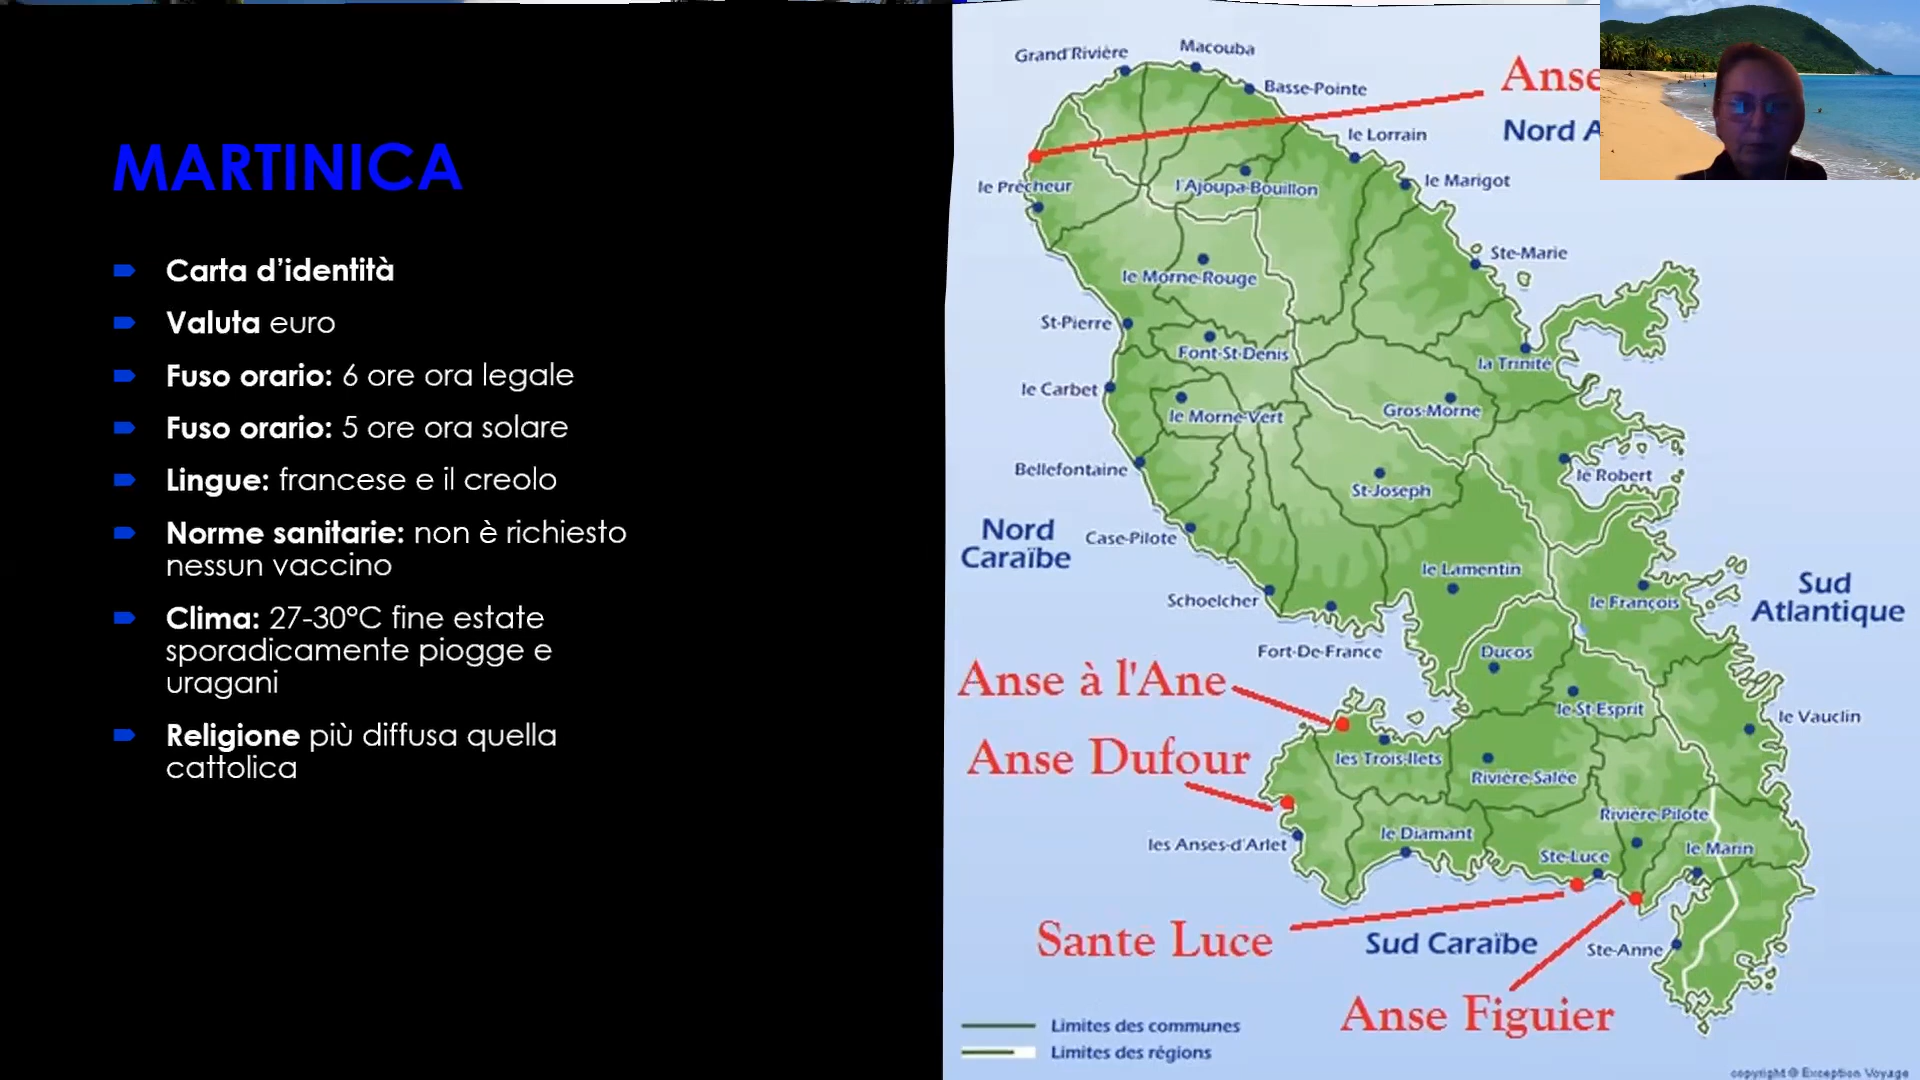 MARTINICA
Carta d’identità
Valuta euro
Fuso orario: 6 ore ora legale
Fuso orario: 5 ore ora solare
Lingue: francese e il creolo
Norme sanitarie: non è richiesto
nessun vaccino
Clima: 27-30°C fine estate
sporadicamente piogge e
uragani
Religione più diffusa quella
cattolica
Grand'Rivière
Macouba
Basse-Pointe
Anse
Nord A
le Lorrain
le Prêcheur
l'Ajoupa-Bouillon
le Marigot
Ste-Marie
le Morne-Rouge
St-Pierre
Font-St-Denis
la Trinité
le Carbet
le Morne-Vert
Gros-Morne
Bellefontaine
St-Joseph
le Robert
Nord
Caraïbe
Case-Pilote
le Lamentin
Schoelcher
le François
Sud
Atlantique
Fort-De-France
Ducos
Anse à l'Ane
le St-Esprit
le Vauclin
Anse Dufour
les Trois-Ilets
Rivière-Salée
Rivière-Pilote
les Anses-d'Arlet
le Diamant
Ste-Luce
le Marin
Sante Luce
Sud Caraïbe
Ste-Anne
Anse Figuier
Limites des communes
Limites des régions
copyright © Exception Voyage